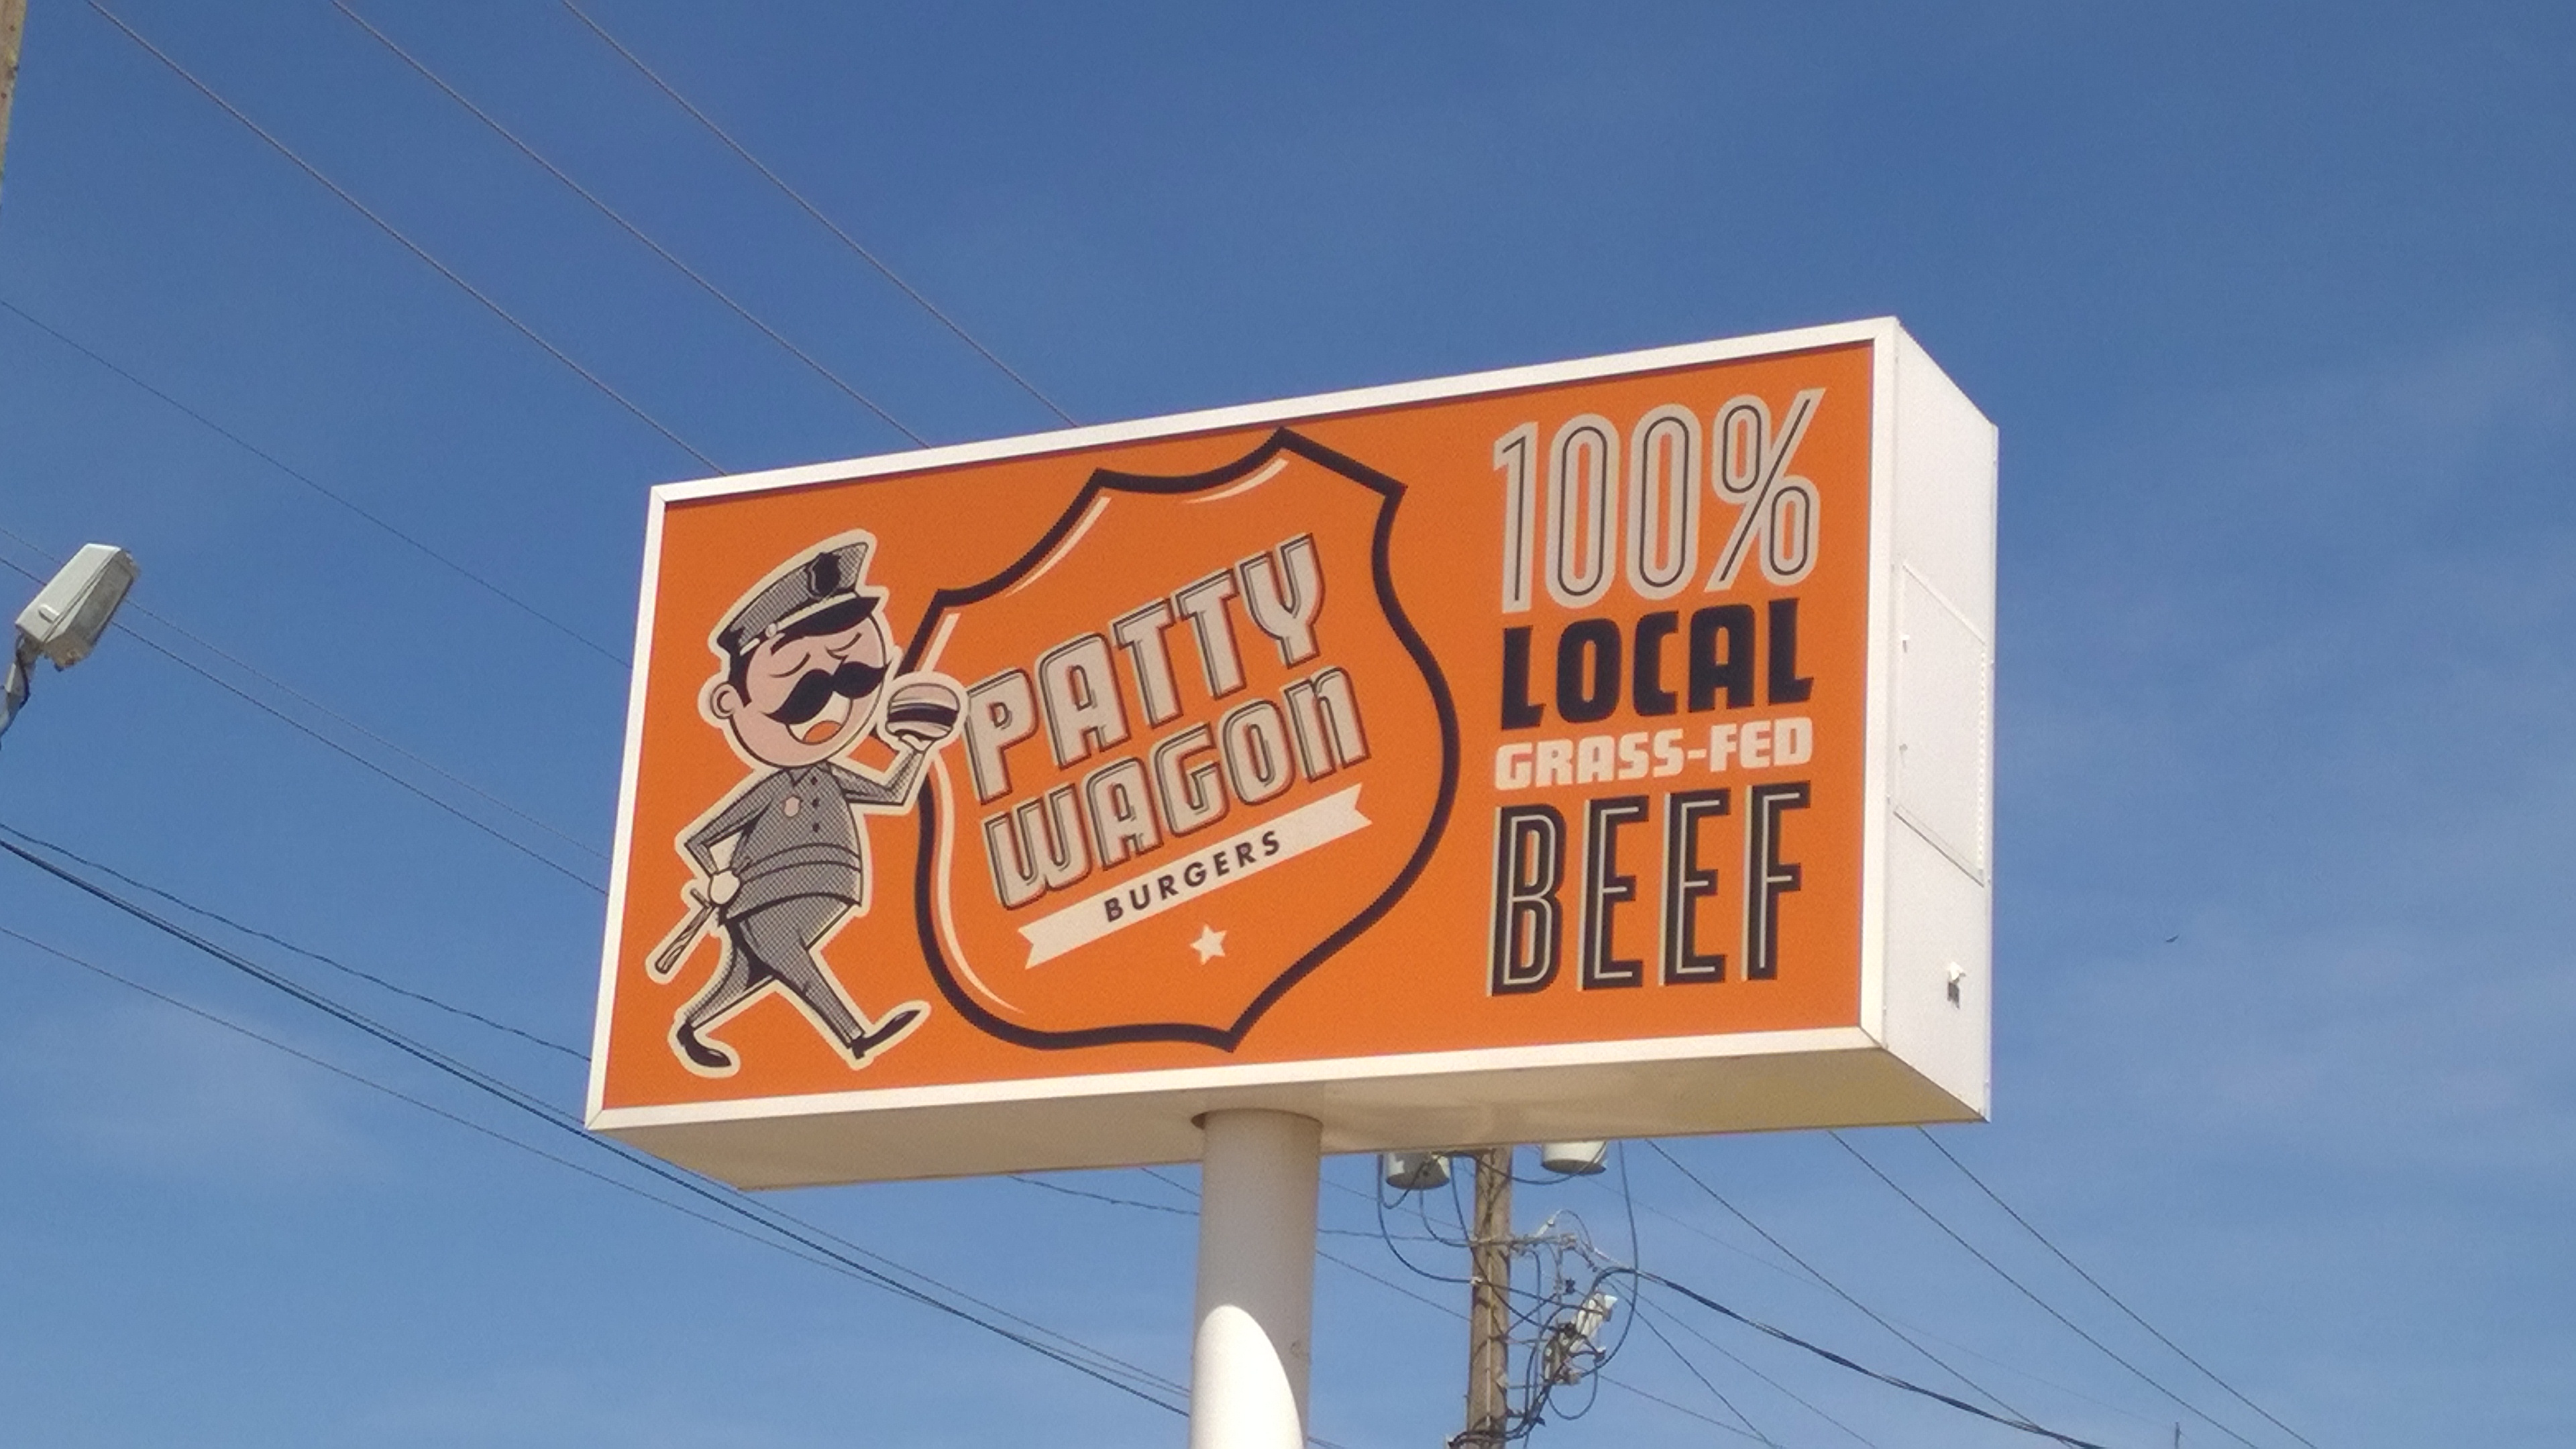 PATTY
WAGON
BURGERS
100%
LOCAL
GRASS-FED
BEEF